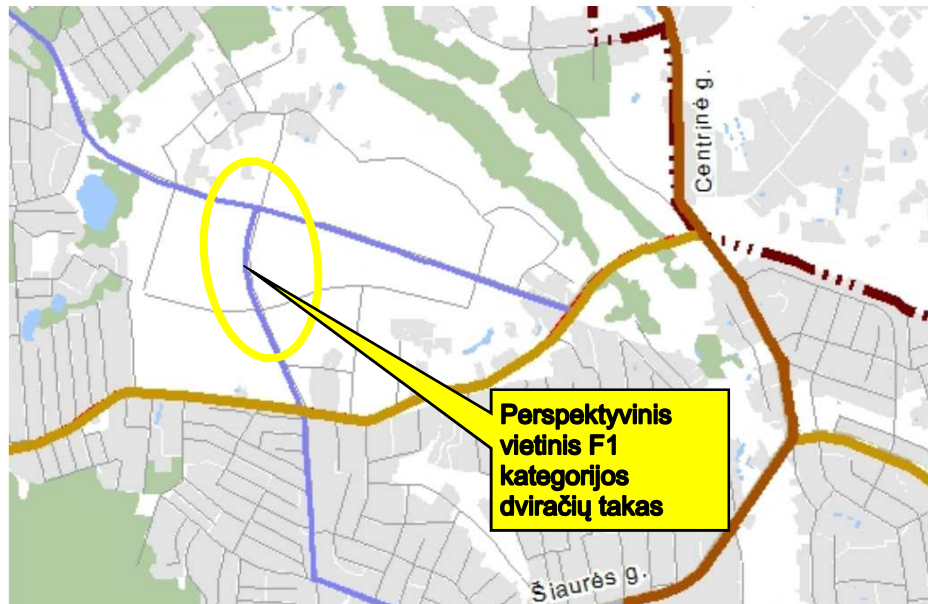 Centrinė g.
Perspektyvinis
vietinis F1
kategorijos
dviračių takas
Šiaurės g.